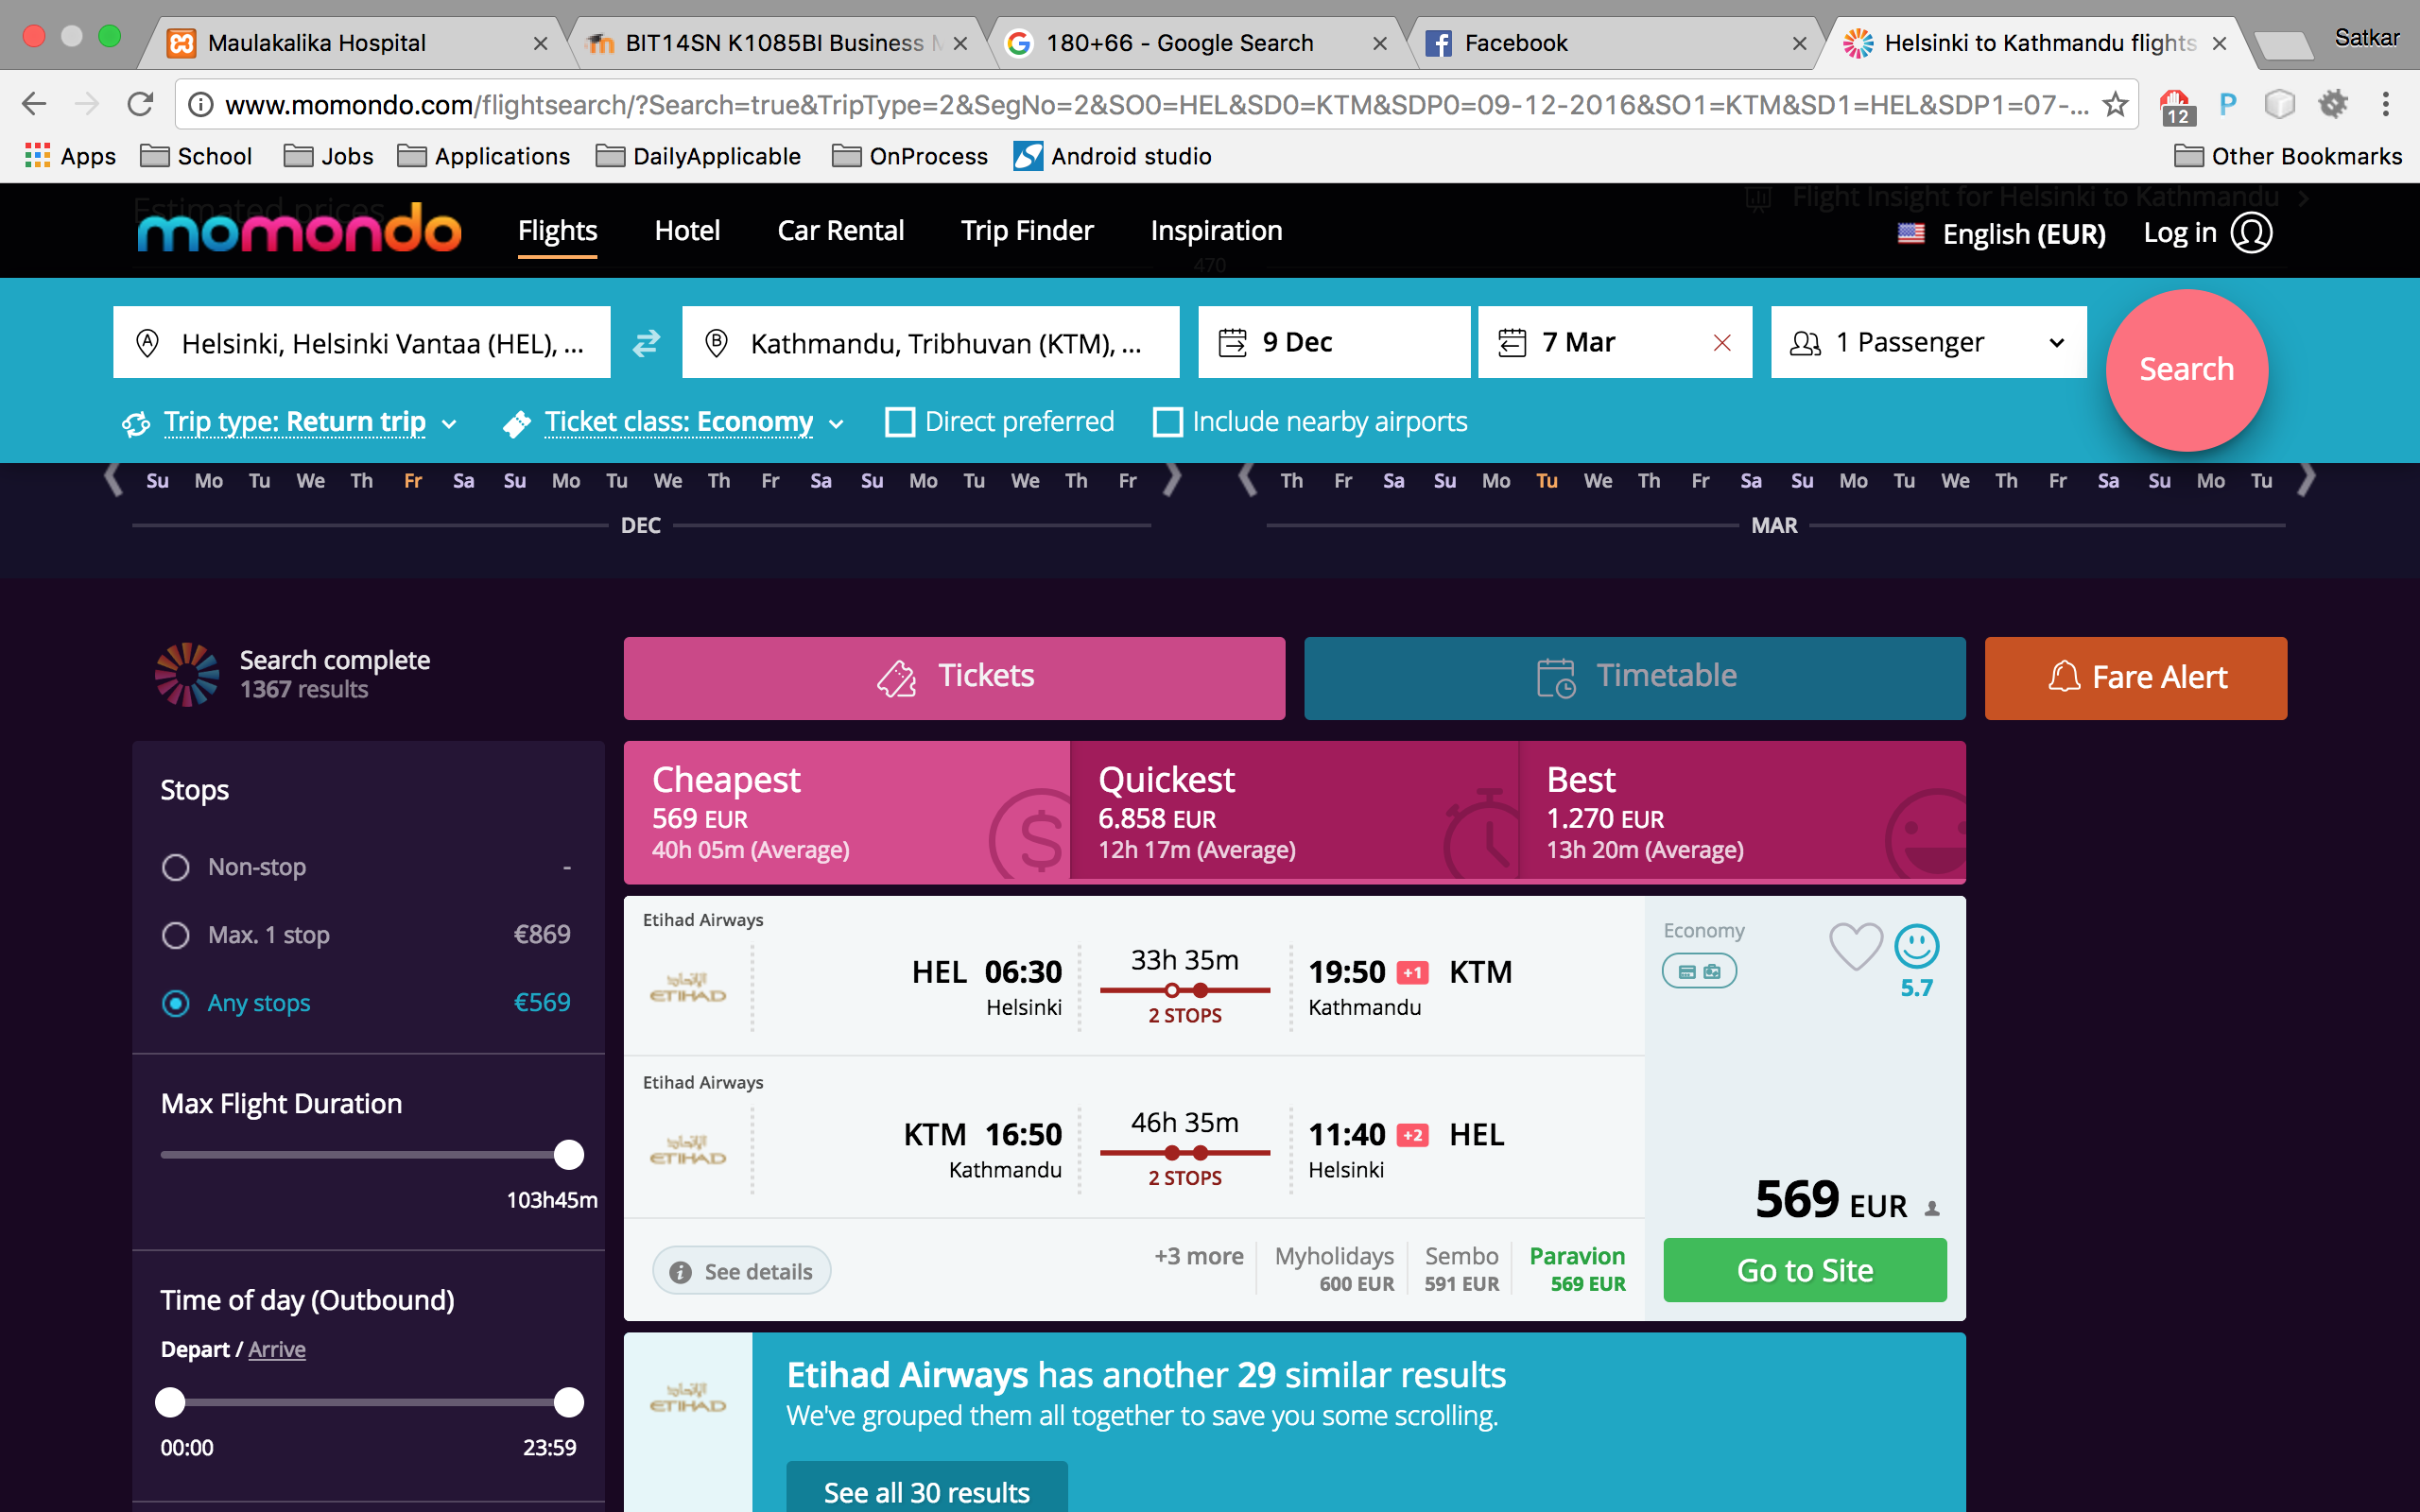 Maulakalika Hospital
BIT14SN K1085BI Business M
180+66 - Google Search
Facebook
Helsinki to Kathmandu flights
Satkar
www.momondo.com/flightsearch/?Search=true&TripType=2&SegNo=2&SO0=HEL&SD0=KTM&SDP0=09-12-2016&SO1=KTM&SD1=HEL&SDP1=07-...
12
P
Apps
School
Jobs
Applications
DailyApplicable
OnProcess
Android studio
Other Bookmarks
Estimated prices
Flight Insight for Helsinki to Kathmandu
momondo
Flights
Hotel
Car Rental
Trip Finder
Inspiration
English (EUR)
Log in
470
A
Helsinki, Helsinki Vantaa (HEL), ...
B
Kathmandu, Tribhuvan (KTM), ...
9 Dec
7 Mar
1 Passenger
Search
Trip type: Return trip
Ticket class: Economy
Direct preferred
Include nearby airports
Su Mo Tu We Th Fr Sa Su Mo Tu We Th Fr Sa Su Mo Tu We Th Fr
Th Fr Sa Su Mo Tu We Th Fr Sa Su Mo Tu We Th Fr Sa Su Mo Tu
DEC
MAR
Search complete
1367 results
Tickets
Timetable
Fare Alert
Stops
Non-stop -
Max. 1 stop €869
Any stops €569
Max Flight Duration
103h45m
Time of day (Outbound)
Depart / Arrive
00:00 23:59
Cheapest
569 EUR
40h 05m (Average)
$
Quickest
6.858 EUR
12h 17m (Average)
Best
1.270 EUR
13h 20m (Average)
Etihad Airways
ETIHAD
HEL 06:30
Helsinki
33h 35m
2 STOPS
19:50 +1 KTM
Kathmandu
Etihad Airways
ETIHAD
KTM 16:50
Kathmandu
46h 35m
2 STOPS
11:40 +2 HEL
Helsinki
Economy
5.7
569 EUR
Go to Site
See details
+3 more
Myholidays
600 EUR
Sembo
591 EUR
Paravion
569 EUR
ETIHAD
Etihad Airways has another 29 similar results
We've grouped them all together to save you some scrolling.
See all 30 results